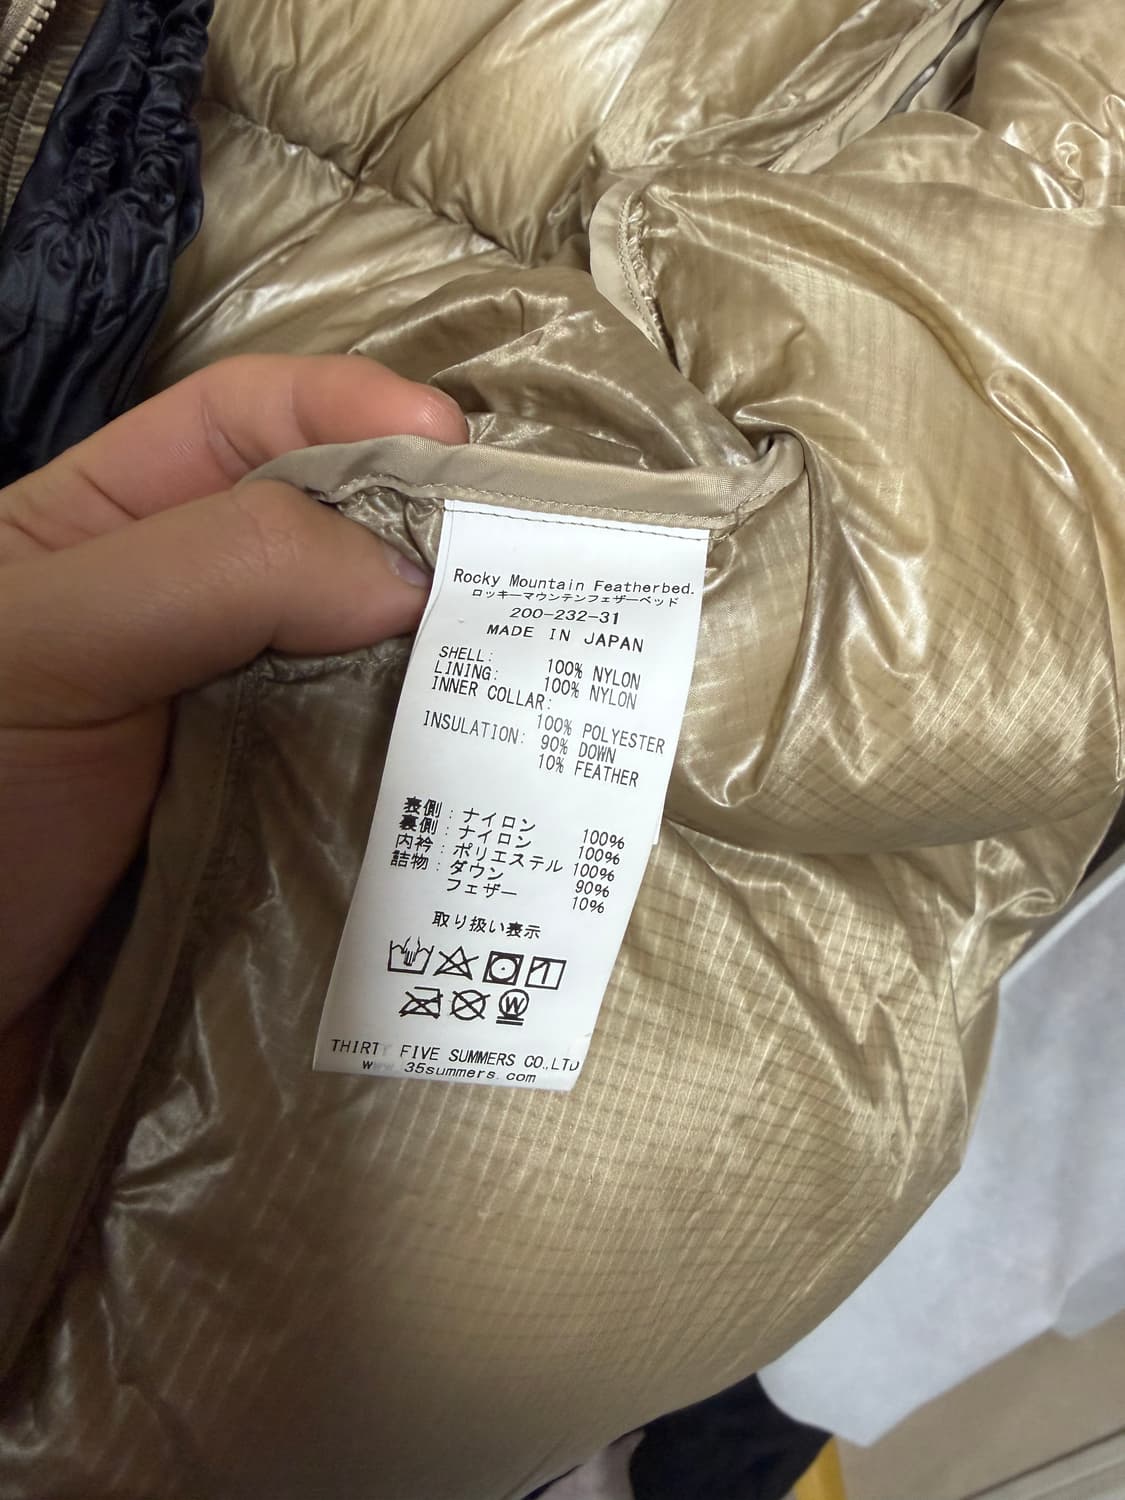 Rocky Mountain Featherbed.
ロッキーマウンテンフェザーベッド
200-232-31
MADE IN JAPAN
SHELL: 100% NYLON
LINING: 100% NYLON
INNER COLLAR:
100% POLYESTER
INSULATION: 90% DOWN
10% FEATHER
表側: ナイロン 100%
裏側: ナイロン 100%
内衿: ポリエステル 100%
詰物: ダウン 90%
フェザー 10%
取り扱い表示
W
THIRTY FIVE SUMMERS CO.,LTD
www.35summers.com